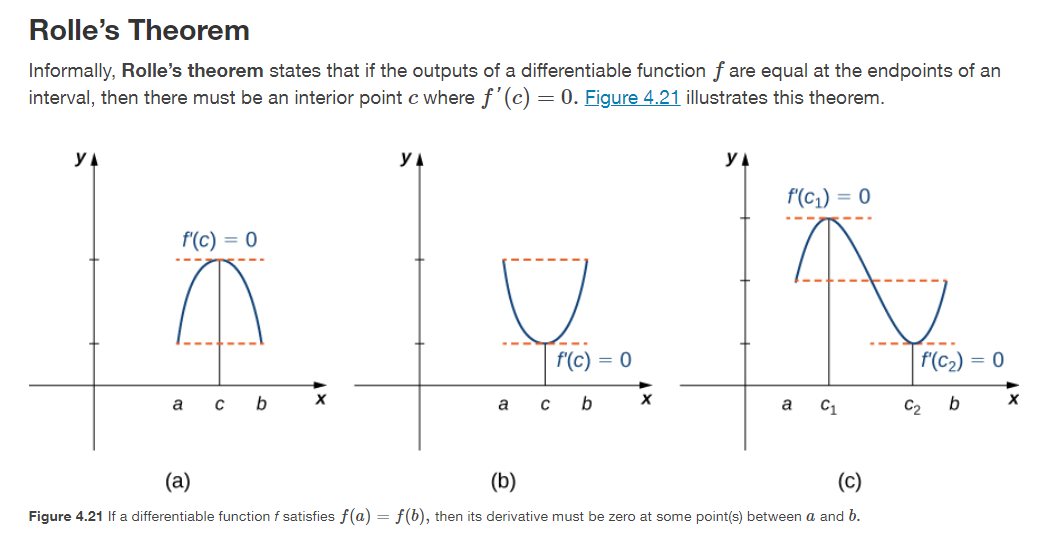 Rolle's Theorem
Informally, Rolle's theorem states that if the outputs of a differentiable function f are equal at the endpoints of an
interval, then there must be an interior point c where f′(c) = 0. Figure 4.21 illustrates this theorem.
y
f′(c) = 0
a c b x
(a)
y
f′(c) = 0
a c b x
(b)
y
f′(c₁) = 0
f′(c₂) = 0
a c₁ c₂ b x
(c)
Figure 4.21 If a differentiable function f satisfies f(a) = f(b), then its derivative must be zero at some point(s) between a and b.